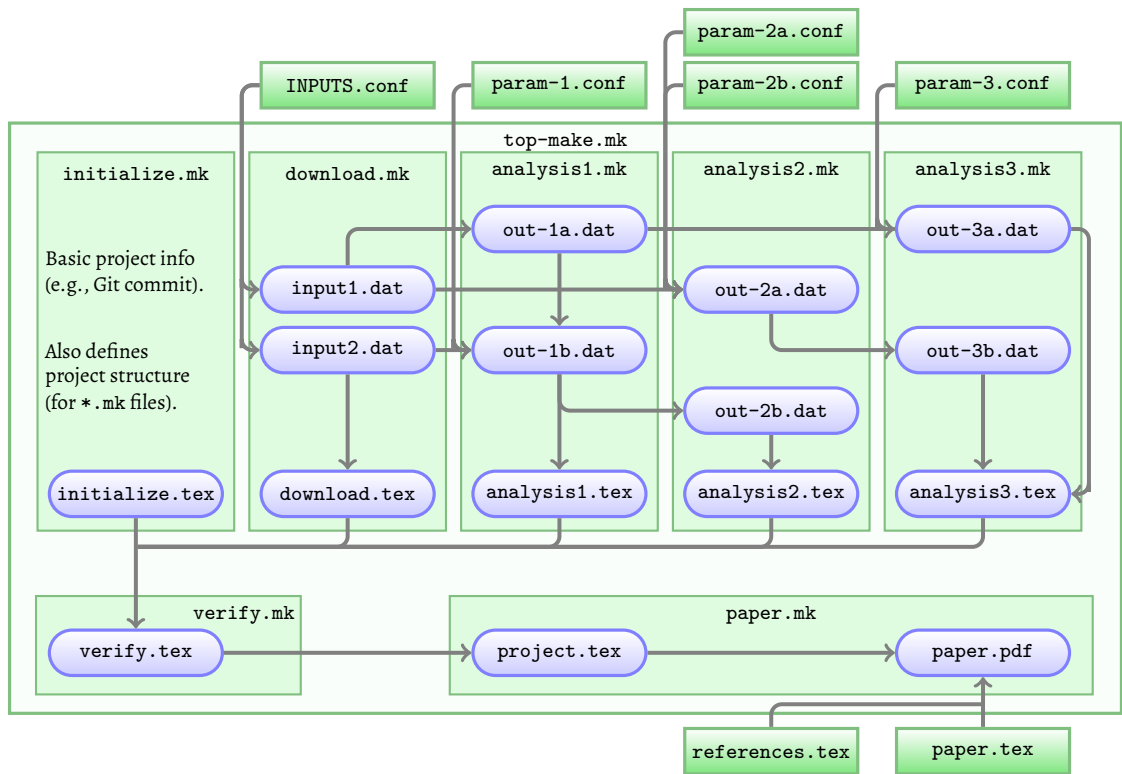 param-2a.conf
INPUTS.conf
param-1.conf
param-2b.conf
param-3.conf
top-make.mk
initialize.mk
download.mk
analysis1.mk
analysis2.mk
analysis3.mk
out-1a.dat
out-3a.dat
Basic project info
(e.g., Git commit).
input1.dat
out-2a.dat
Also defines
project structure
(for *.mk files).
input2.dat
out-1b.dat
out-3b.dat
out-2b.dat
initialize.tex
download.tex
analysis1.tex
analysis2.tex
analysis3.tex
verify.mk
paper.mk
verify.tex
project.tex
paper.pdf
references.tex
paper.tex